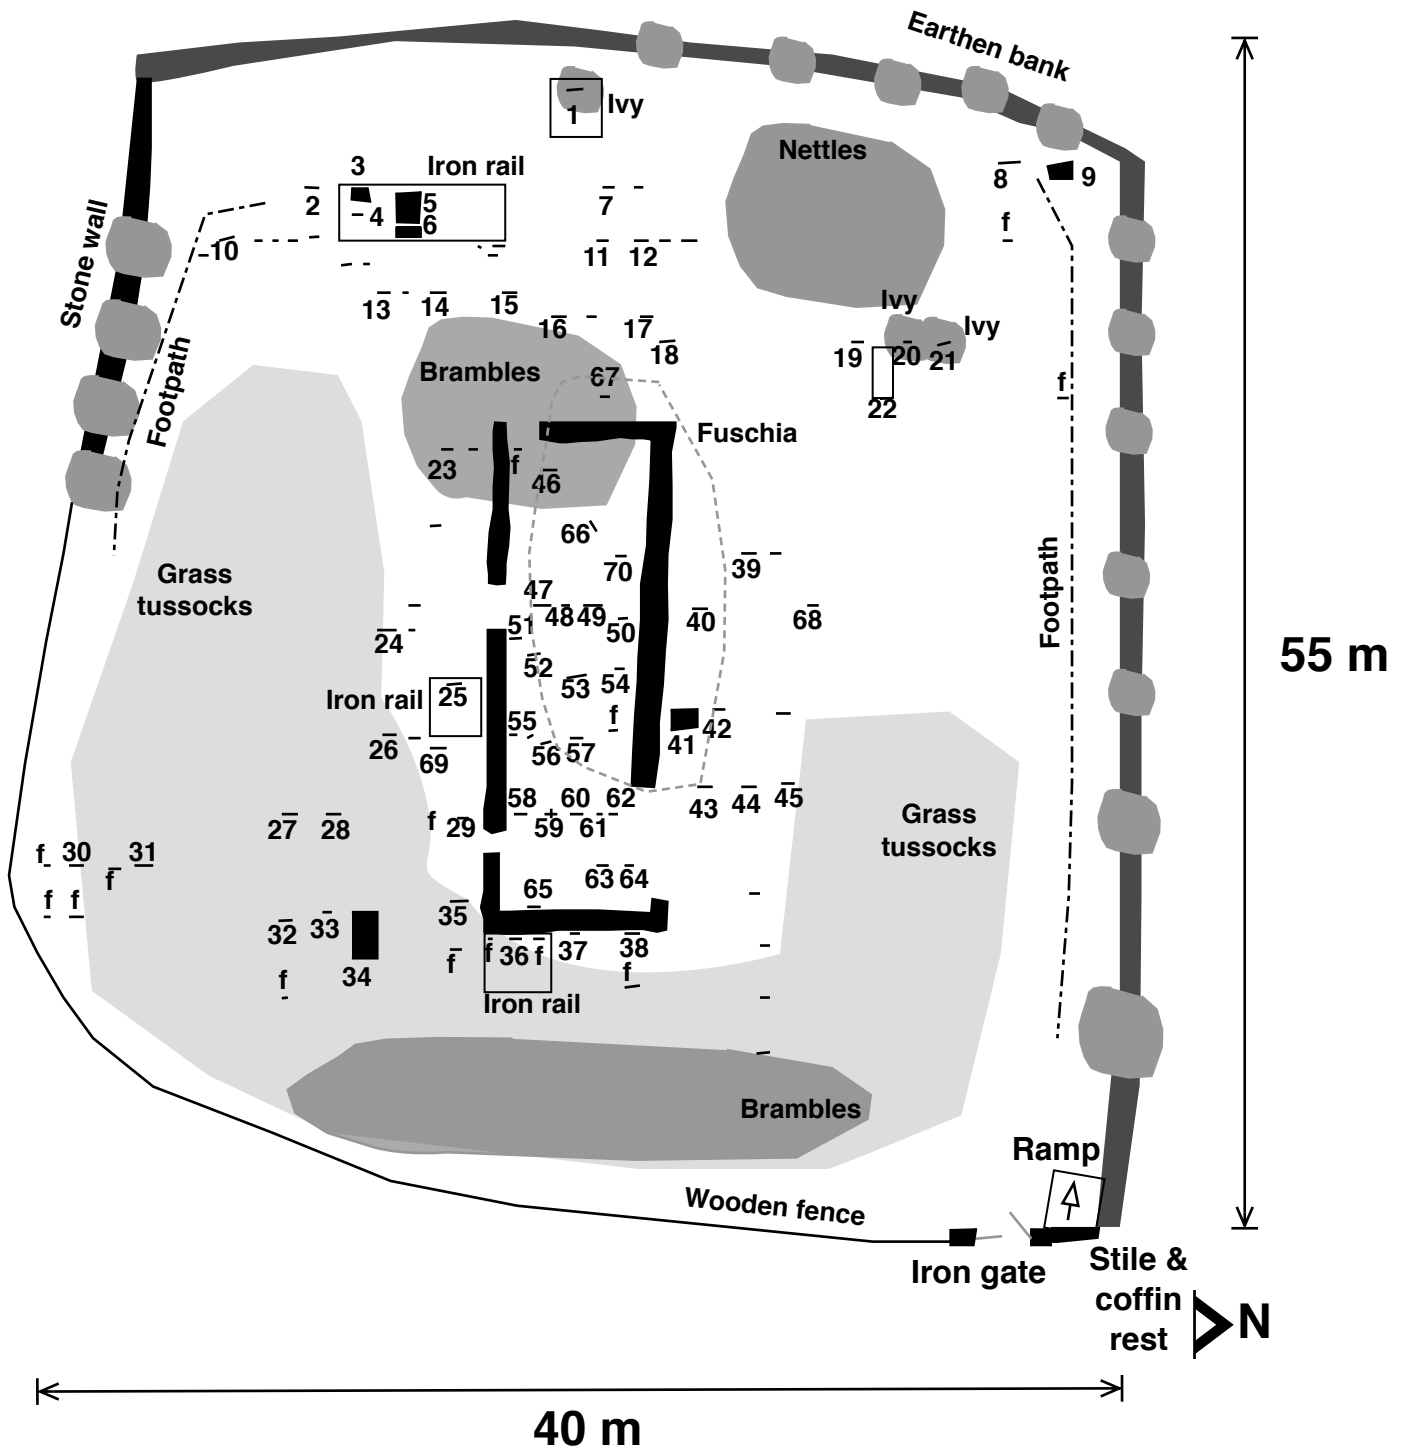 Earthen bank
Ivy
1
Nettles
3
Iron rail
8
9
2
5
4
6
7
f
10
11
12
Stone wall
13
14
15
Ivy
16
17
Ivy
18
19
20
21
Footpath
Brambles
67
f
22
Fuschia
23
f
46
66
Grass
tussocks
70
39
Footpath
47
48
49
40
68
51
50
24
52
55 m
53
54
Iron rail
25
55
f
42
26
41
69
56
57
58
60
62
43
44
45
27
28
f
29
59
61
Grass
tussocks
f
30
31
f
63
64
f
f
65
35
32
33
f
f
36
f
37
38
f
34
f
Iron rail
Brambles
Ramp
Wooden fence
Iron gate
Stile &
coffin
rest
N
40 m